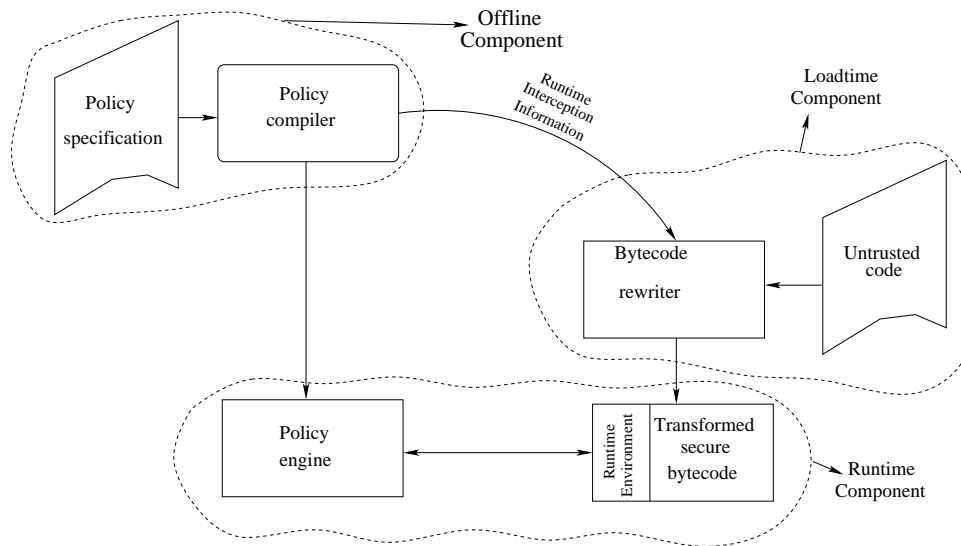 Offline
Component
Policy
specification
Policy
compiler
Runtime
Interception
Information
Loadtime
Component
Bytecode
rewriter
Untrusted
code
Policy
engine
Runtime
Environment
Transformed
secure
bytecode
Runtime
Component